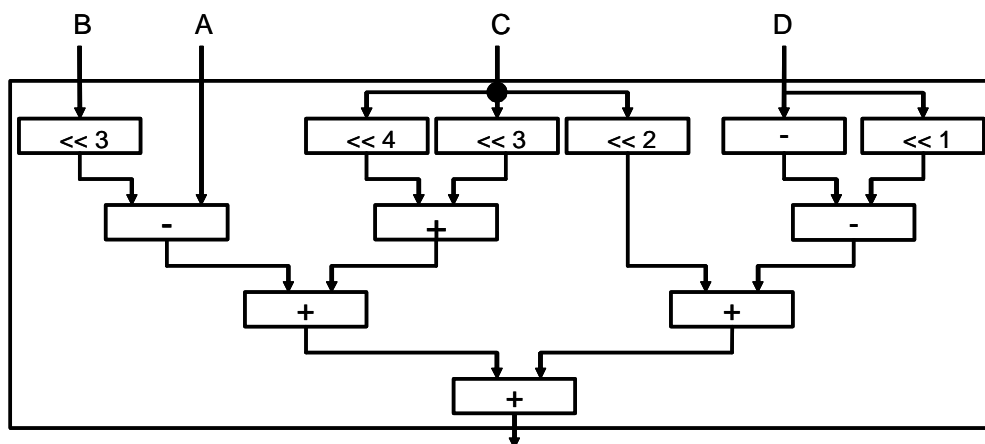 B A C D
<< 3 << 4 << 3 << 2 - << 1
- + -
+ +
+